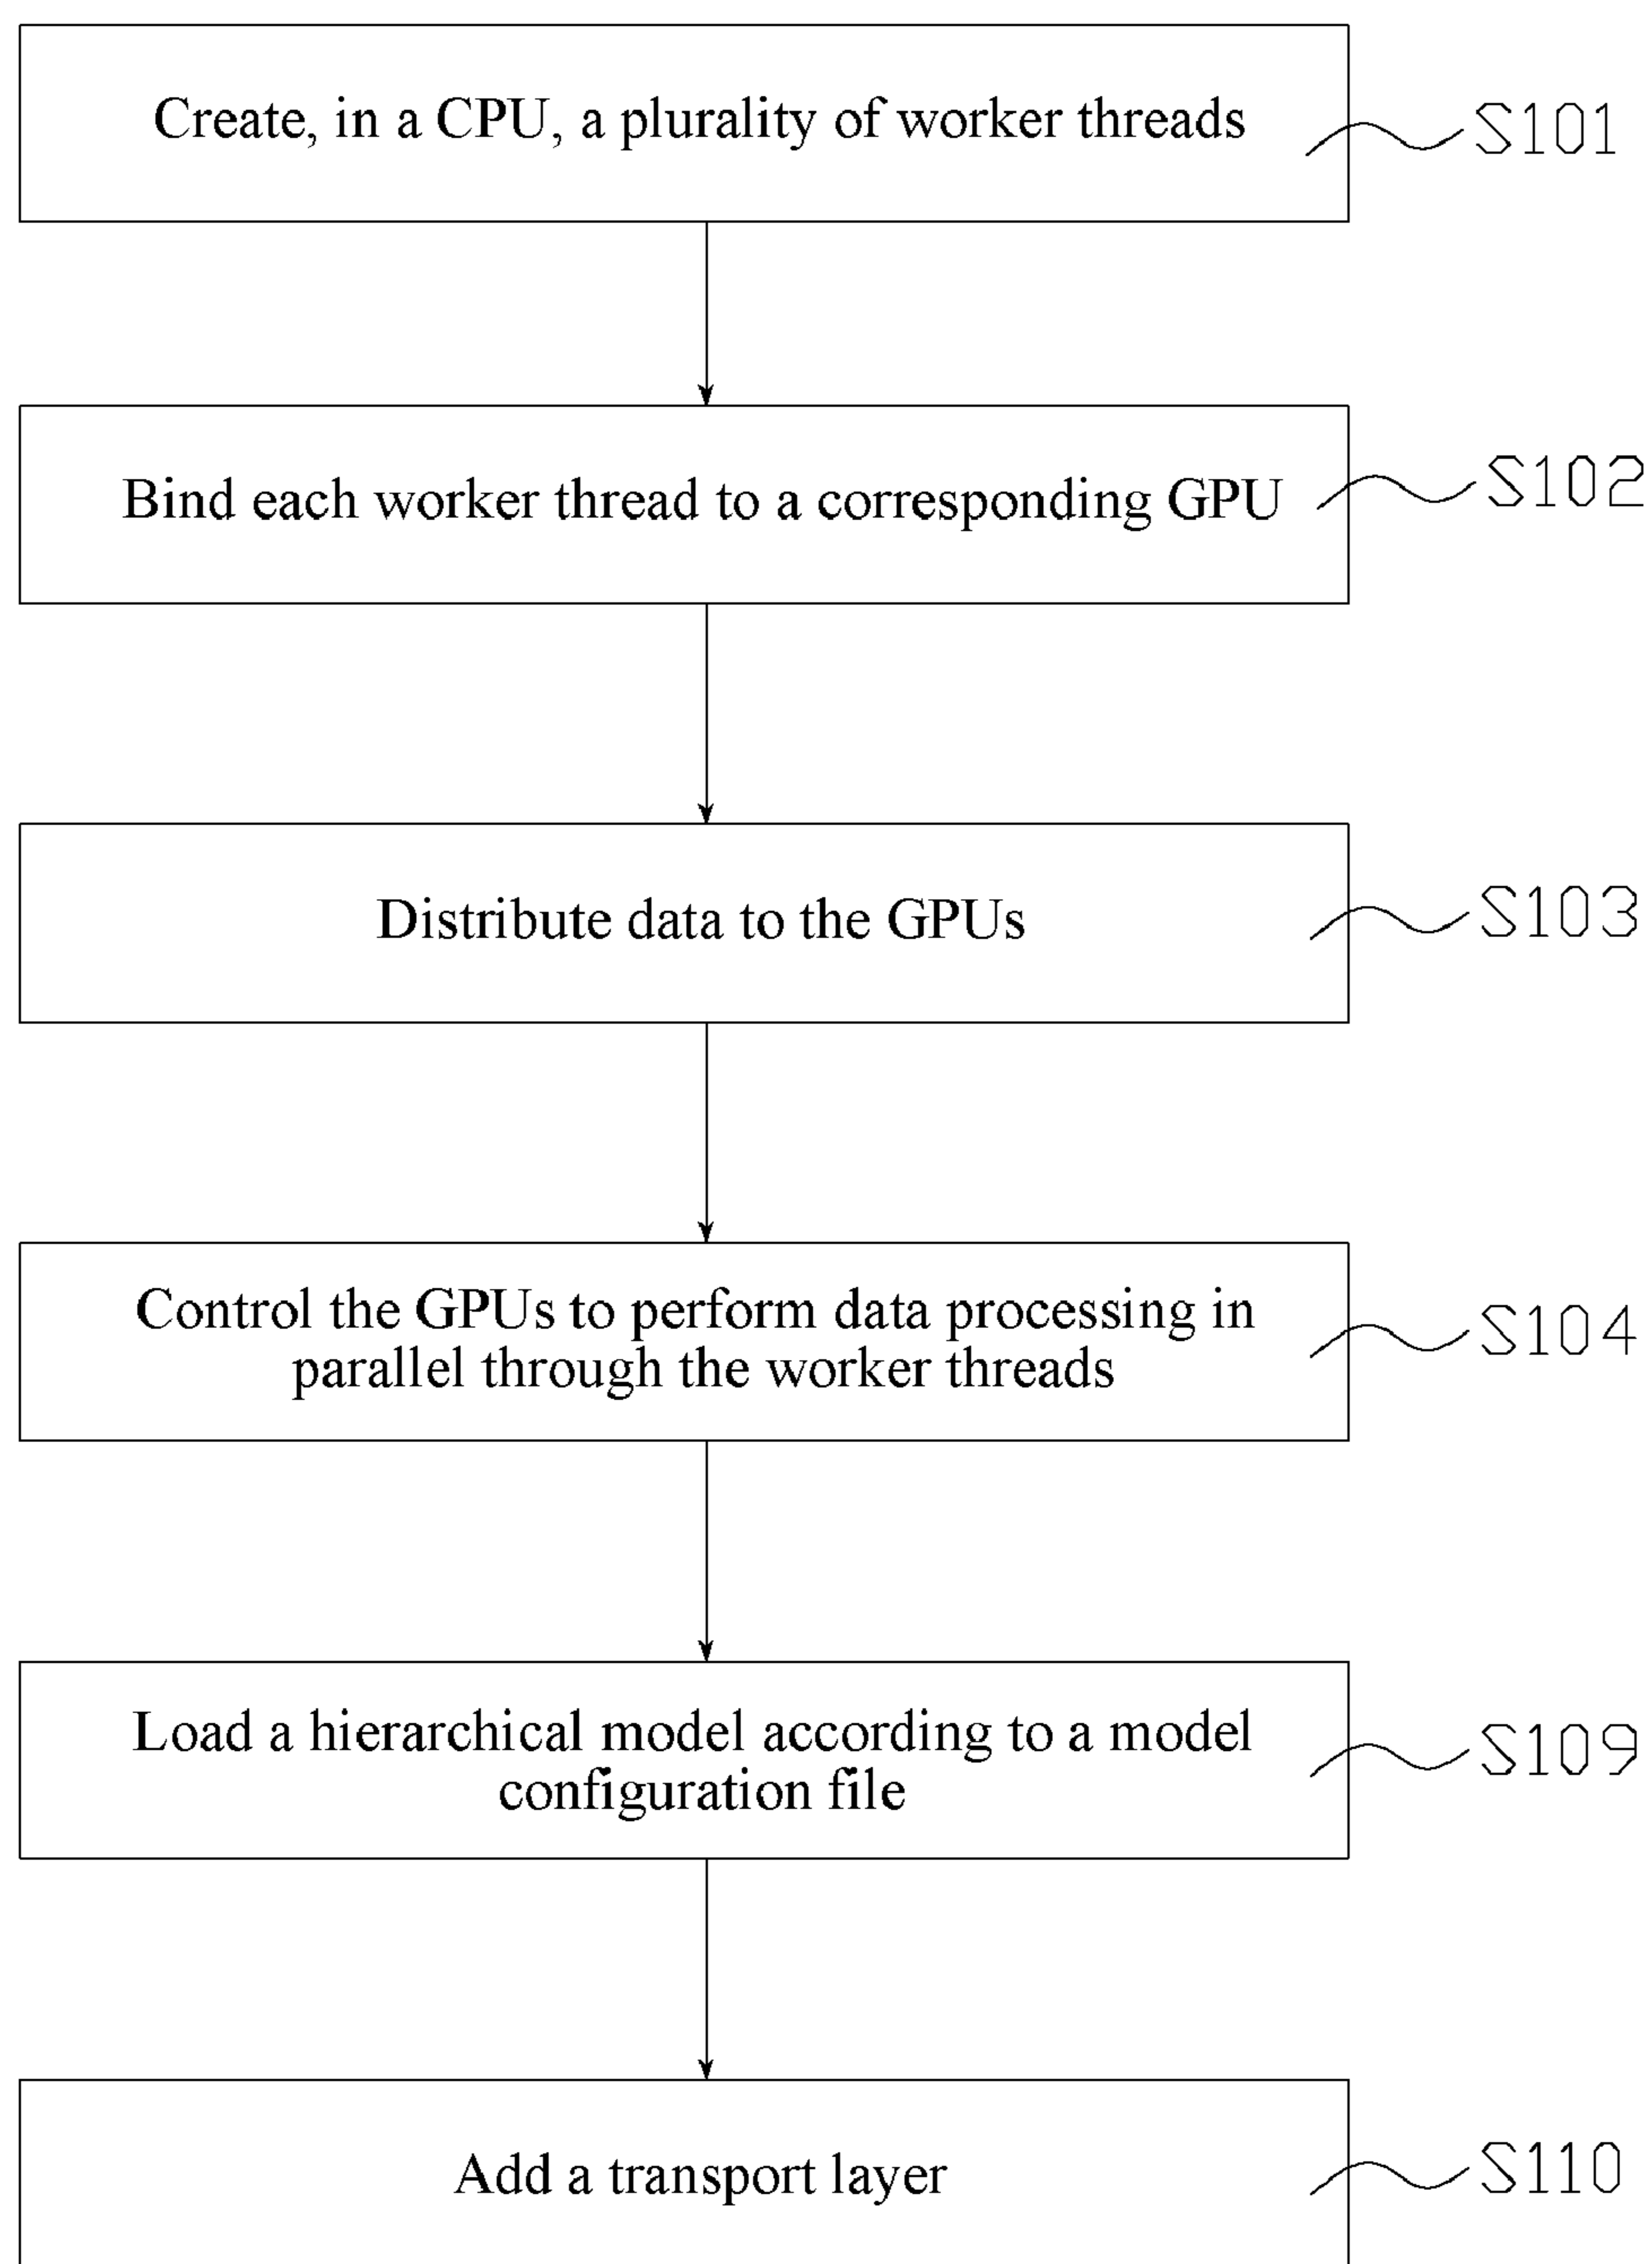 Create, in a CPU, a plurality of worker threads
S101
Bind each worker thread to a corresponding GPU
S102
Distribute data to the GPUs
S103
Control the GPUs to perform data processing in
parallel through the worker threads
S104
Load a hierarchical model according to a model
configuration file
S109
Add a transport layer
S110